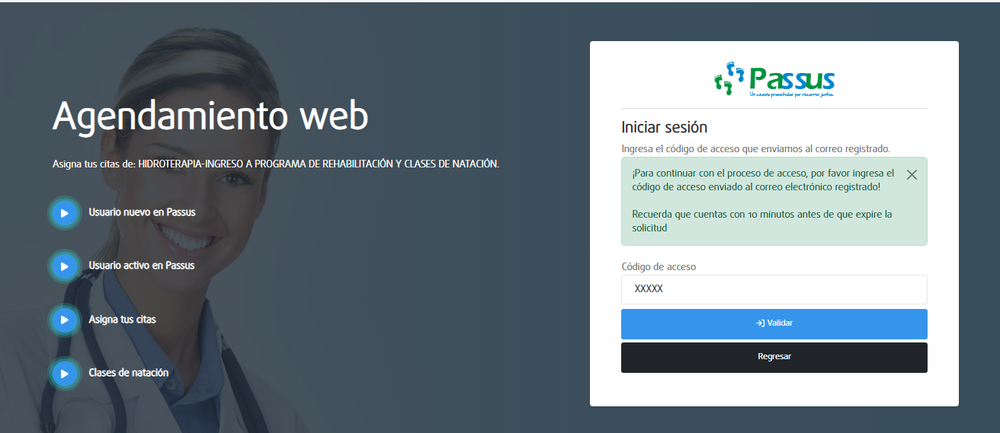 Agendamiento web
Asigna tus citas de: HIDROTERAPIA-INGRESO A PROGRAMA DE REHABILITACIÓN Y CLASES DE NATACIÓN.
Usuario nuevo en Passus
Usuario activo en Passus
Asigna tus citas
Clases de natación
Passus
Un camino prometedor por recorrer juntos.
Iniciar sesión
Ingresa el código de acceso que enviamos al correo registrado.
¡Para continuar con el proceso de acceso, por favor ingresa el
código de acceso enviado al correo electrónico registrado!
Recuerda que cuentas con 10 minutos antes de que expire la
solicitud
Código de acceso
XXXXX
Validar
Regresar